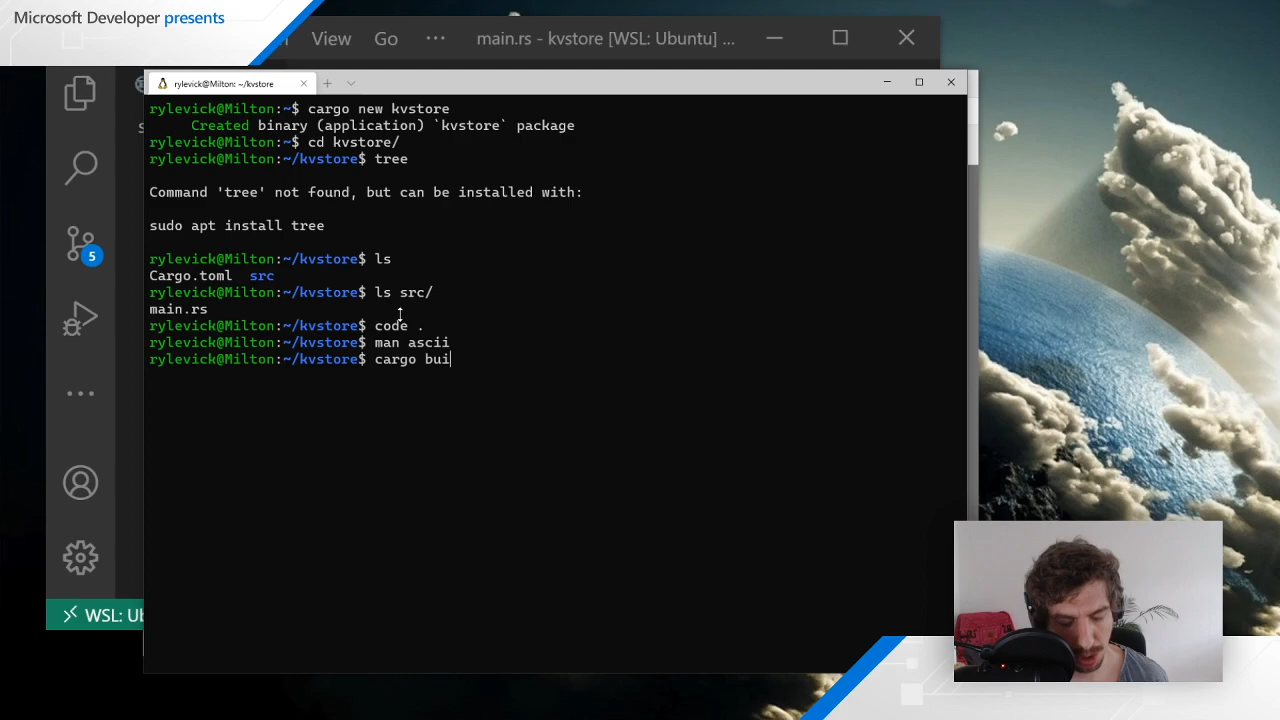 Microsoft Developer presents
View Go ··· main.rs - kvstore [WSL: Ubuntu] ...
rylevick@Milton: ~/kvstore
rylevick@Milton:~$ cargo new kvstore
Created binary (application) `kvstore` package
rylevick@Milton:~$ cd kvstore/
rylevick@Milton:~/kvstore$ tree
Command 'tree' not found, but can be installed with:
sudo apt install tree
rylevick@Milton:~/kvstore$ ls
Cargo.toml src
rylevick@Milton:~/kvstore$ ls src/
main.rs
rylevick@Milton:~/kvstore$ code .
rylevick@Milton:~/kvstore$ man ascii
rylevick@Milton:~/kvstore$ cargo bui
5
WSL: Ub